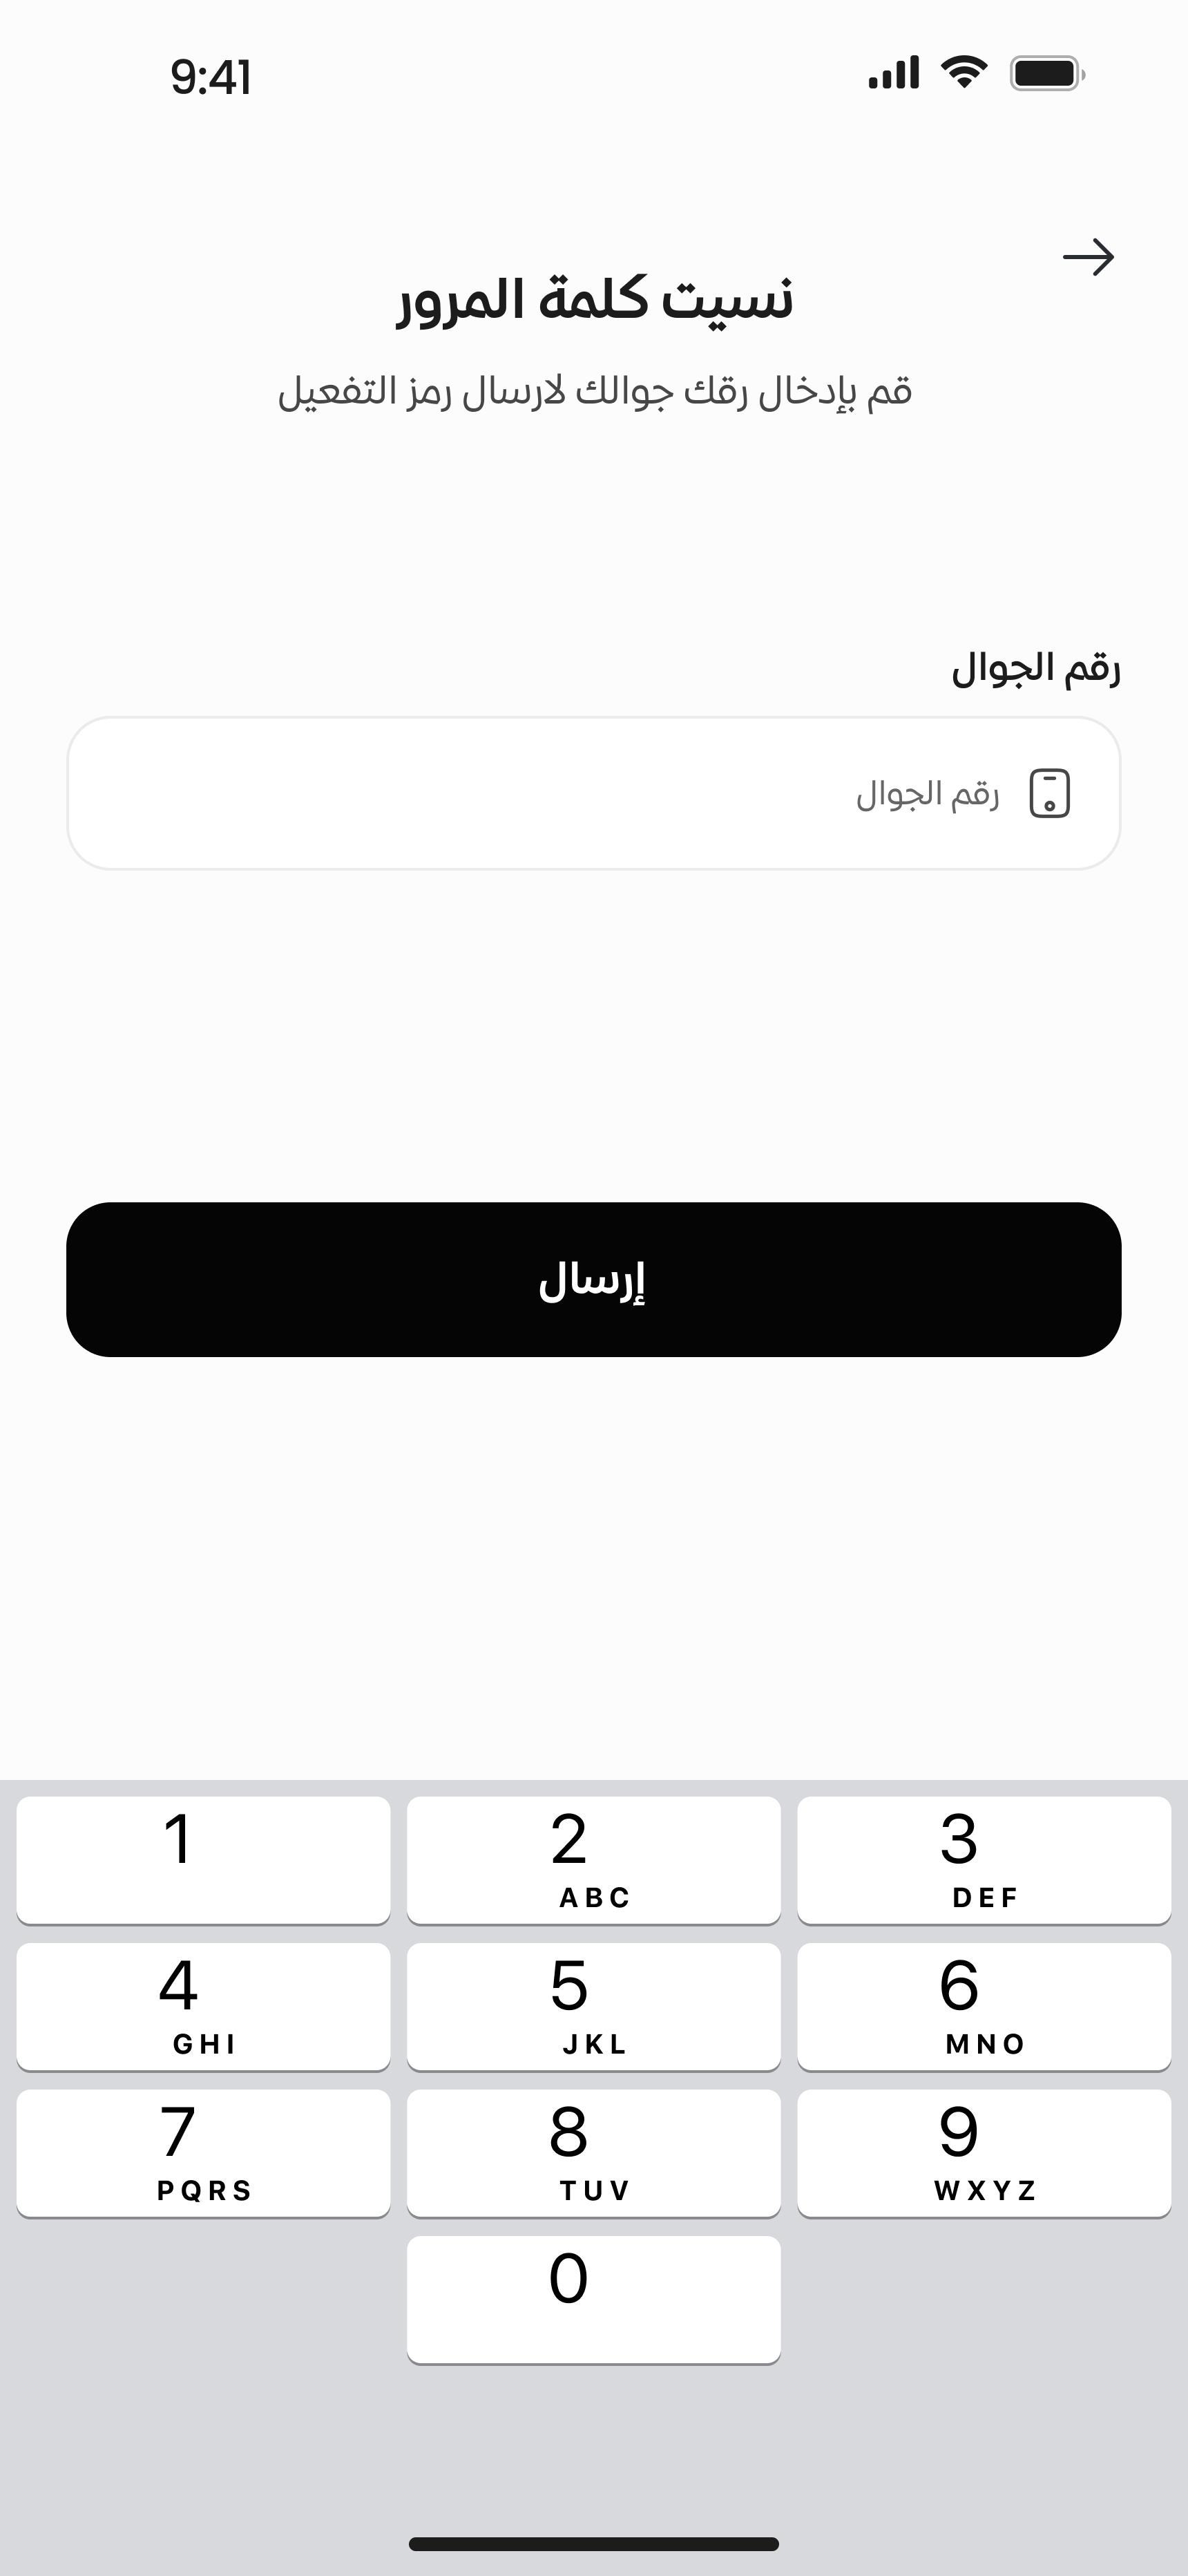 9:41
نسيت كلمة المرور
قم بإدخال رقك جوالك لارسال رمز التفعيل
رقم الجوال
رقم الجوال
إرسال
1
2
ABC
3
DEF
4
GHI
5
JKL
6
MNO
7
PQRS
8
TUV
9
WXYZ
0